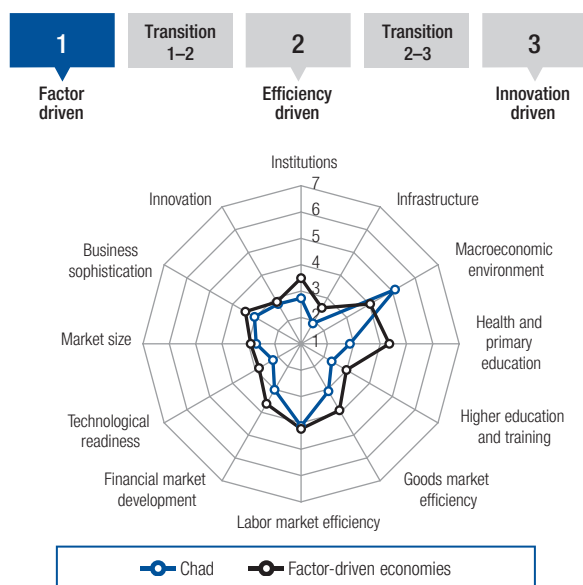 1
Transition
1–2
2
Transition
2–3
3
Factor
driven
Efficiency
driven
Innovation
driven
Institutions
Infrastructure
Macroeconomic
environment
Health and
primary
education
Higher education
and training
Goods market
efficiency
Labor market efficiency
Financial market
development
Technological
readiness
Market size
Business
sophistication
Innovation
7
6
5
4
3
2
1
Chad
Factor-driven economies